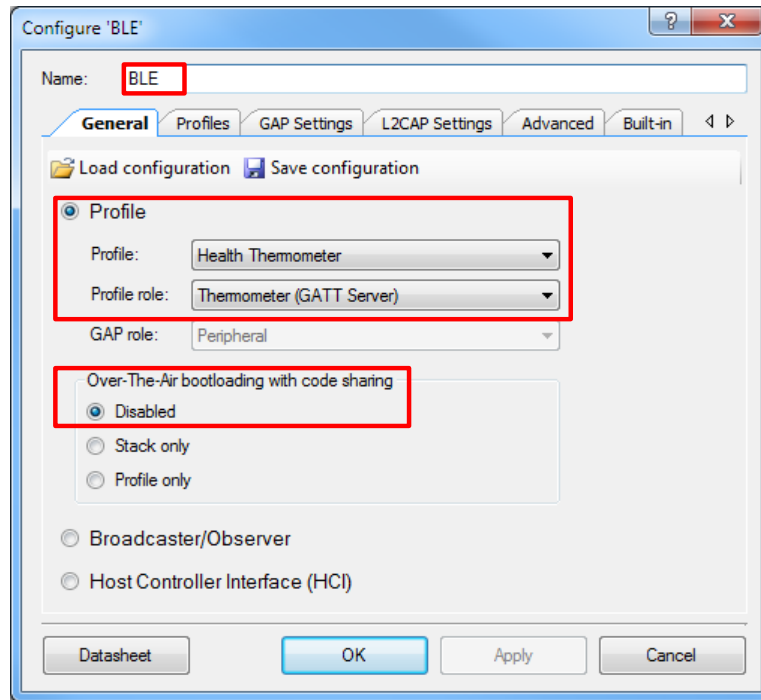 Configure 'BLE'
Name: BLE
General Profiles GAP Settings L2CAP Settings Advanced Built-in
Load configuration Save configuration
Profile
Profile: Health Thermometer
Profile role: Thermometer (GATT Server)
GAP role: Peripheral
Over-The-Air bootloading with code sharing
Disabled
Stack only
Profile only
Broadcaster/Observer
Host Controller Interface (HCI)
Datasheet OK Apply Cancel